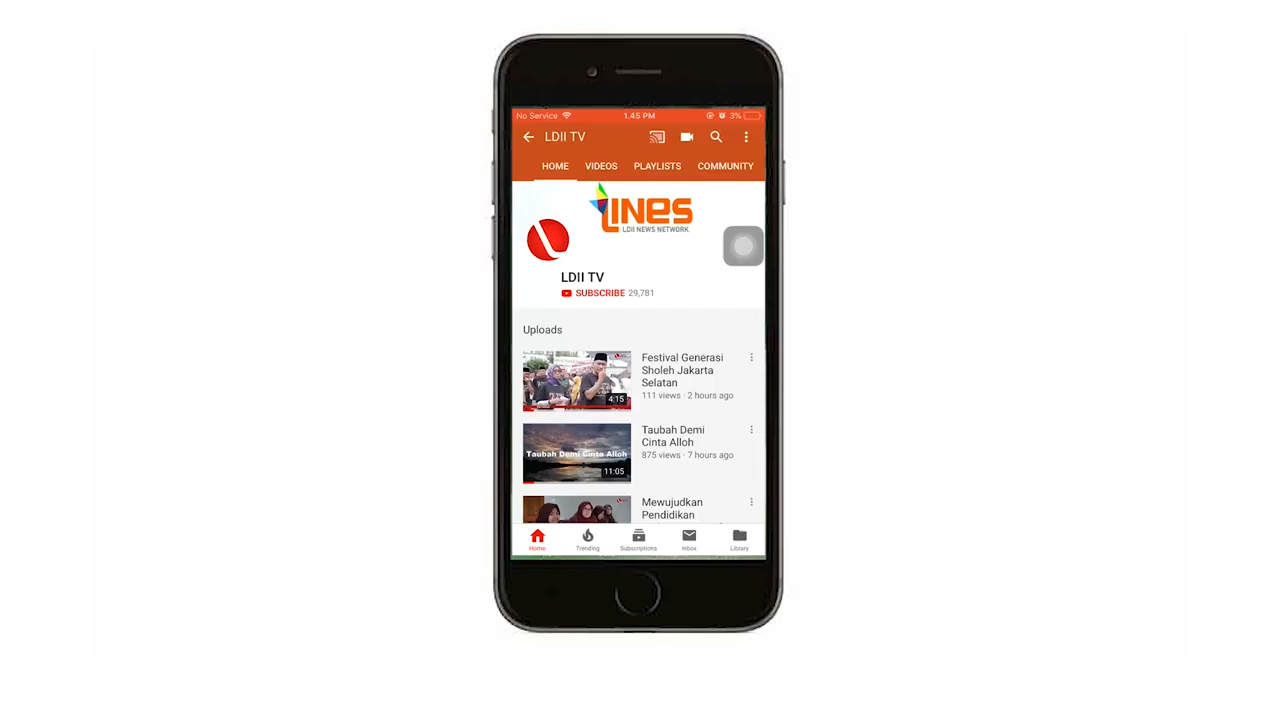 No Service 1.45 PM 3%
LDII TV
HOME VIDEOS PLAYLISTS COMMUNITY
LINES
LDII NEWS NETWORK
LDII TV
SUBSCRIBE 29,781
Uploads
Festival Generasi
Sholeh Jakarta
Selatan
111 views · 2 hours ago
4:15
Taubah Demi
Cinta Alloh
875 views · 7 hours ago
Taubah Demi Cinta Alloh
11:05
Mewujudkan
Pendidikan
Home Trending Subscriptions Inbox Library